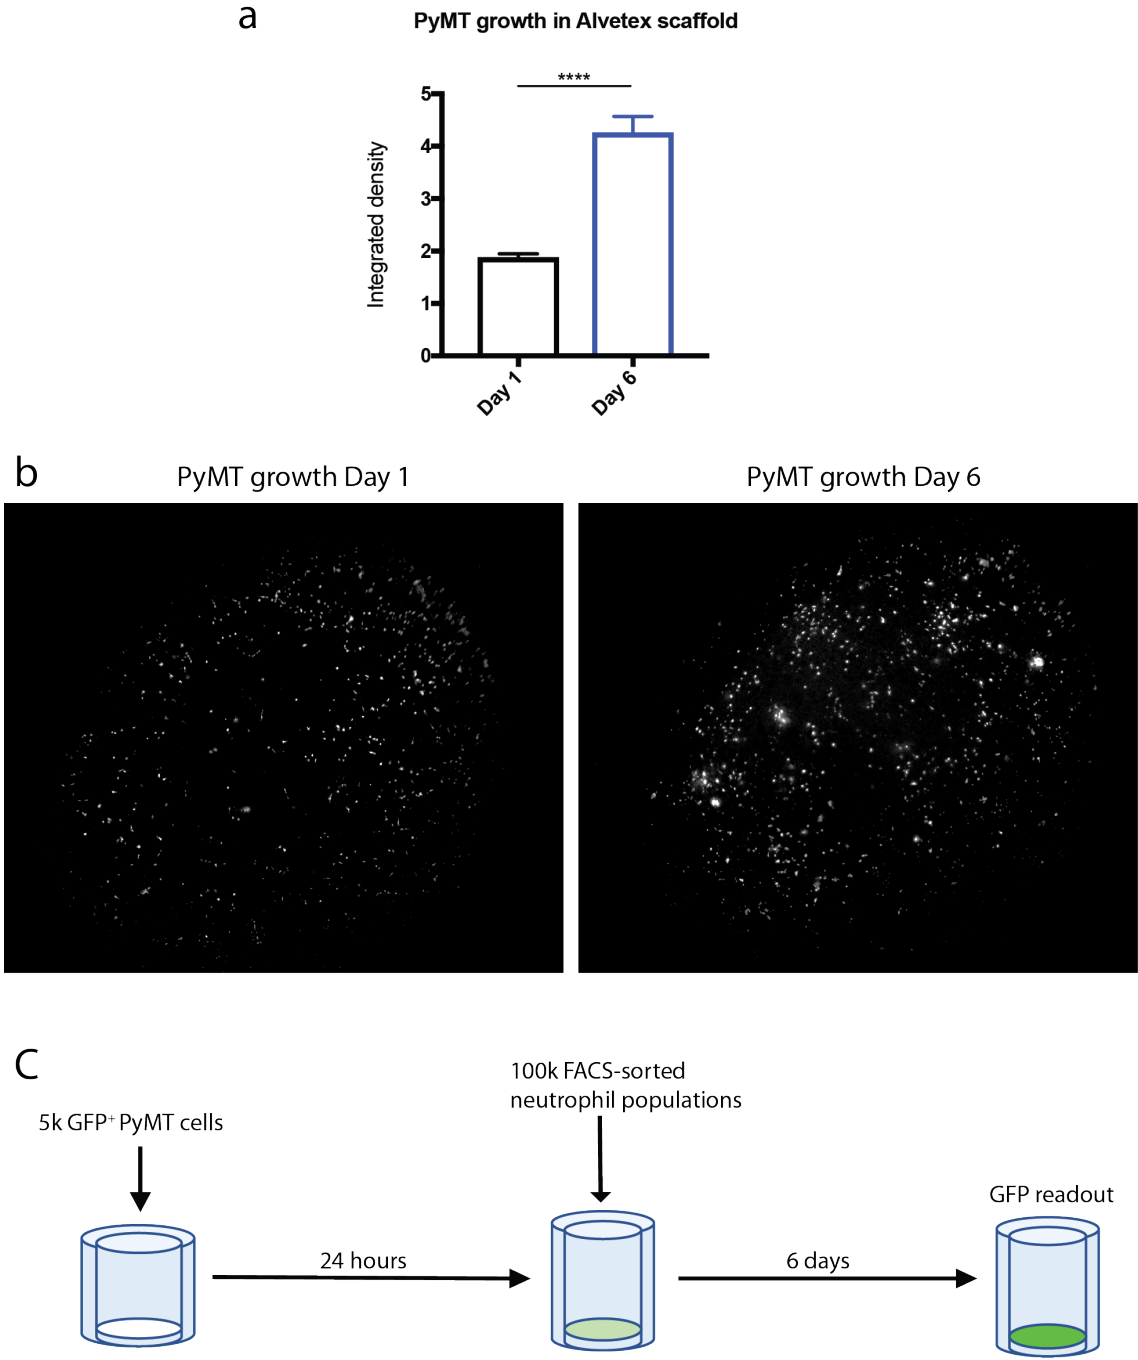 a
PyMT growth in Alvetex scaffold
****
5
4
3
2
1
0
Integrated density
Day 1
Day 6
b
PyMT growth Day 1
PyMT growth Day 6
C
5k GFP⁺ PyMT cells
100k FACS-sorted
neutrophil populations
24 hours
6 days
GFP readout